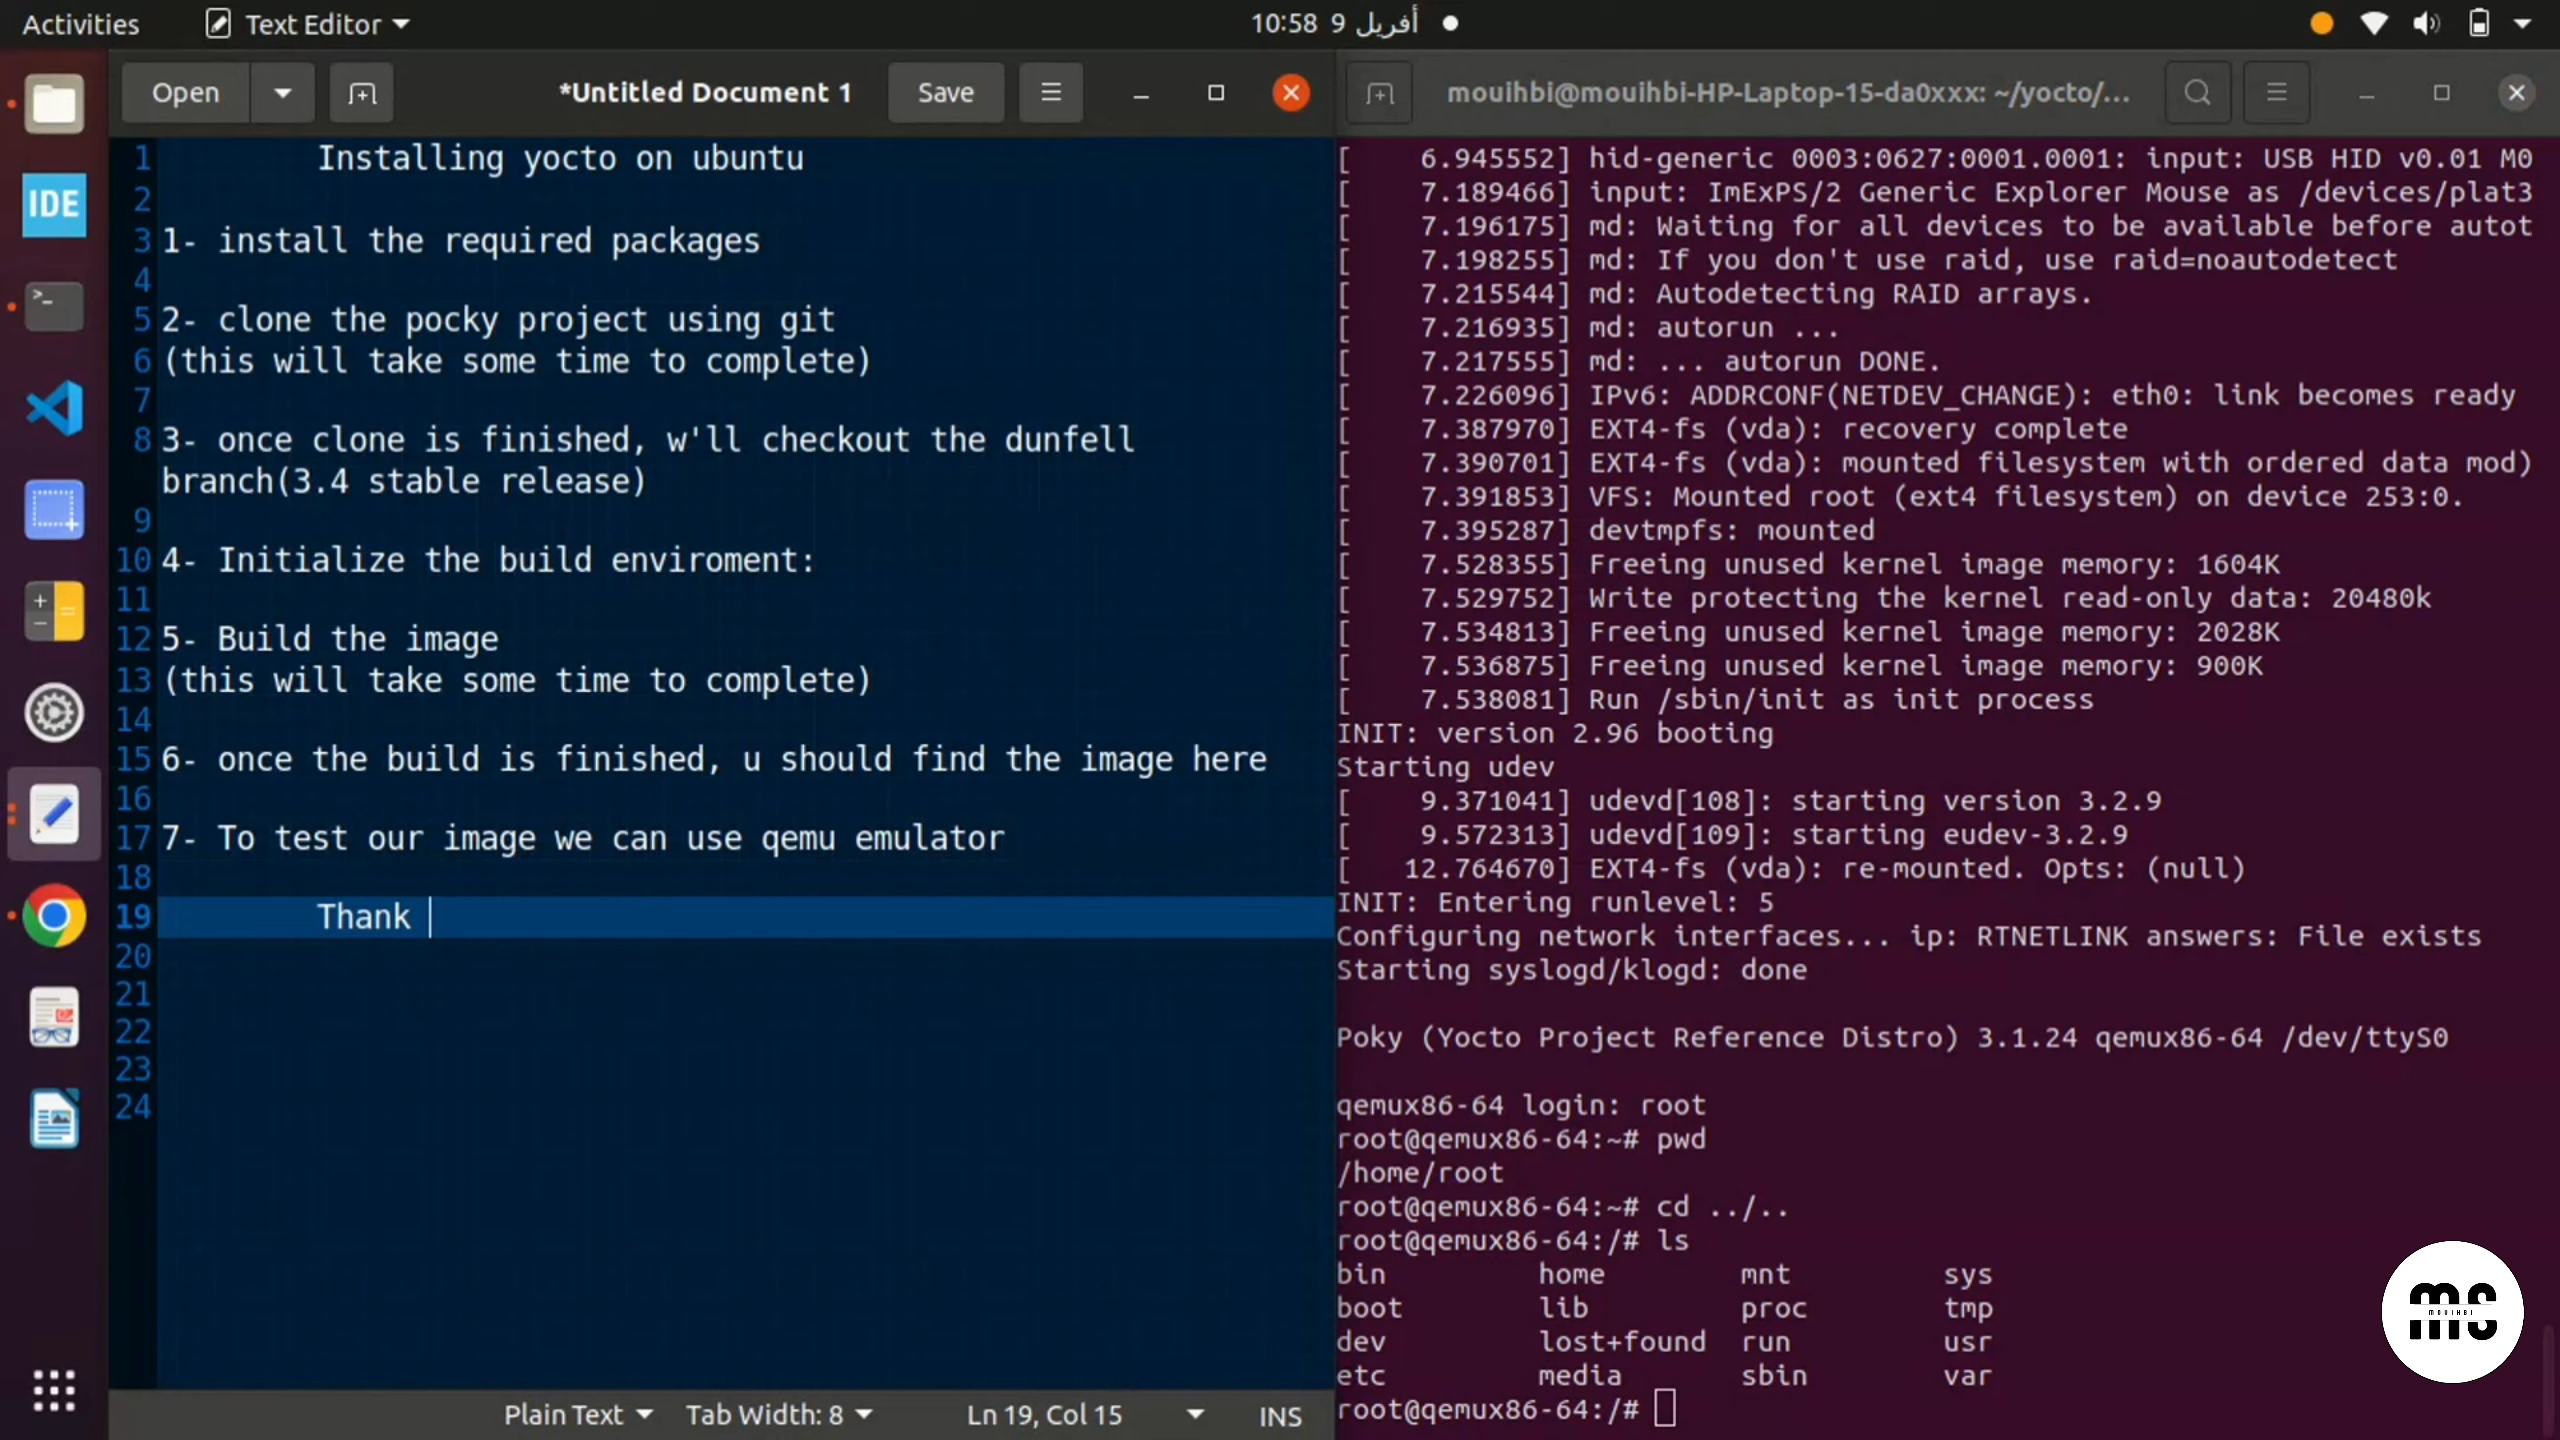 Activities Text Editor 10:58 9 أفريل
Open *Untitled Document 1 Save
1 Installing yocto on ubuntu
2
3 1- install the required packages
4
5 2- clone the pocky project using git
6 (this will take some time to complete)
7
8 3- once clone is finished, w'll checkout the dunfell
branch(3.4 stable release)
9
10 4- Initialize the build enviroment:
11
12 5- Build the image
13 (this will take some time to complete)
14
15 6- once the build is finished, u should find the image here
16
17 7- To test our image we can use qemu emulator
18
19 Thank
20
21
22
23
24
Plain Text Tab Width: 8 Ln 19, Col 15 INS
IDE
mouihbi@mouihbi-HP-Laptop-15-da0xxx: ~/yocto/...
[ 6.945552] hid-generic 0003:0627:0001.0001: input: USB HID v0.01 M0
[ 7.189466] input: ImExPS/2 Generic Explorer Mouse as /devices/plat3
[ 7.196175] md: Waiting for all devices to be available before autot
[ 7.198255] md: If you don't use raid, use raid=noautodetect
[ 7.215544] md: Autodetecting RAID arrays.
[ 7.216935] md: autorun ...
[ 7.217555] md: ... autorun DONE.
[ 7.226096] IPv6: ADDRCONF(NETDEV_CHANGE): eth0: link becomes ready
[ 7.387970] EXT4-fs (vda): recovery complete
[ 7.390701] EXT4-fs (vda): mounted filesystem with ordered data mod)
[ 7.391853] VFS: Mounted root (ext4 filesystem) on device 253:0.
[ 7.395287] devtmpfs: mounted
[ 7.528355] Freeing unused kernel image memory: 1604K
[ 7.529752] Write protecting the kernel read-only data: 20480k
[ 7.534813] Freeing unused kernel image memory: 2028K
[ 7.536875] Freeing unused kernel image memory: 900K
[ 7.538081] Run /sbin/init as init process
INIT: version 2.96 booting
Starting udev
[ 9.371041] udevd[108]: starting version 3.2.9
[ 9.572313] udevd[109]: starting eudev-3.2.9
[ 12.764670] EXT4-fs (vda): re-mounted. Opts: (null)
INIT: Entering runlevel: 5
Configuring network interfaces... ip: RTNETLINK answers: File exists
Starting syslogd/klogd: done
Poky (Yocto Project Reference Distro) 3.1.24 qemux86-64 /dev/ttyS0
qemux86-64 login: root
root@qemux86-64:~# pwd
/home/root
root@qemux86-64:~# cd ../..
root@qemux86-64:/# ls
bin home mnt sys
boot lib proc tmp
dev lost+found run usr
etc media sbin var
root@qemux86-64:/#
ms
MOUIHBI